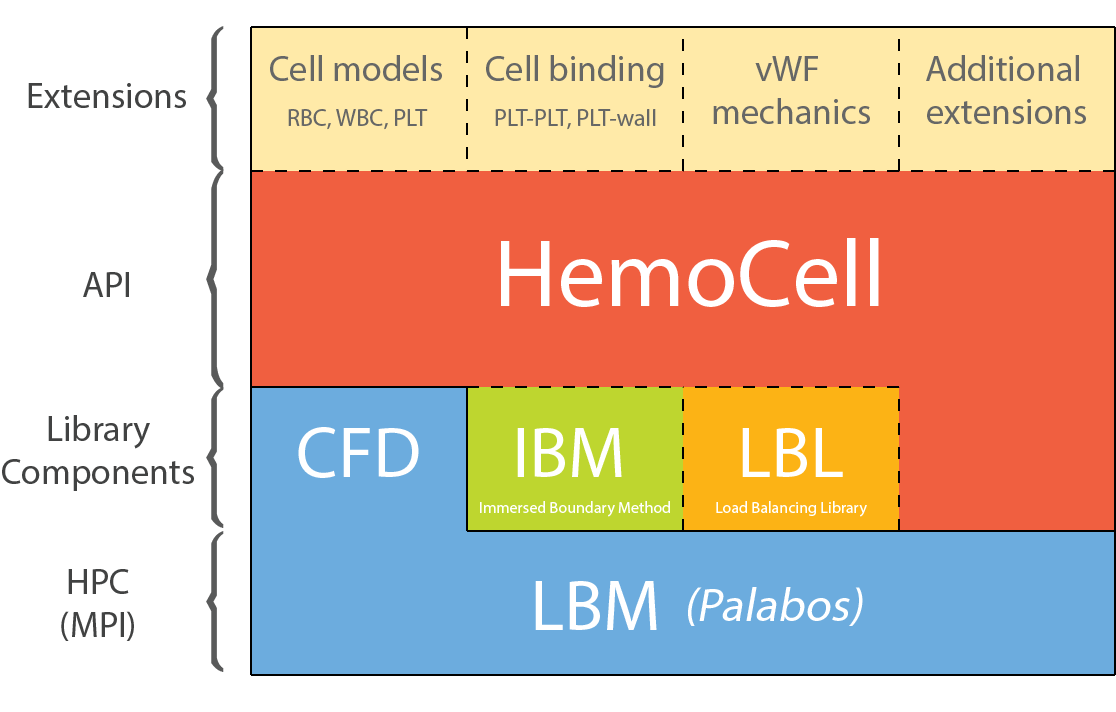 Extensions
Cell models
RBC, WBC, PLT
Cell binding
PLT-PLT, PLT-wall
vWF
mechanics
Additional
extensions
API
HemoCell
Library
Components
CFD
IBM
Immersed Boundary Method
LBL
Load Balancing Library
HPC
(MPI)
LBM (Palabos)